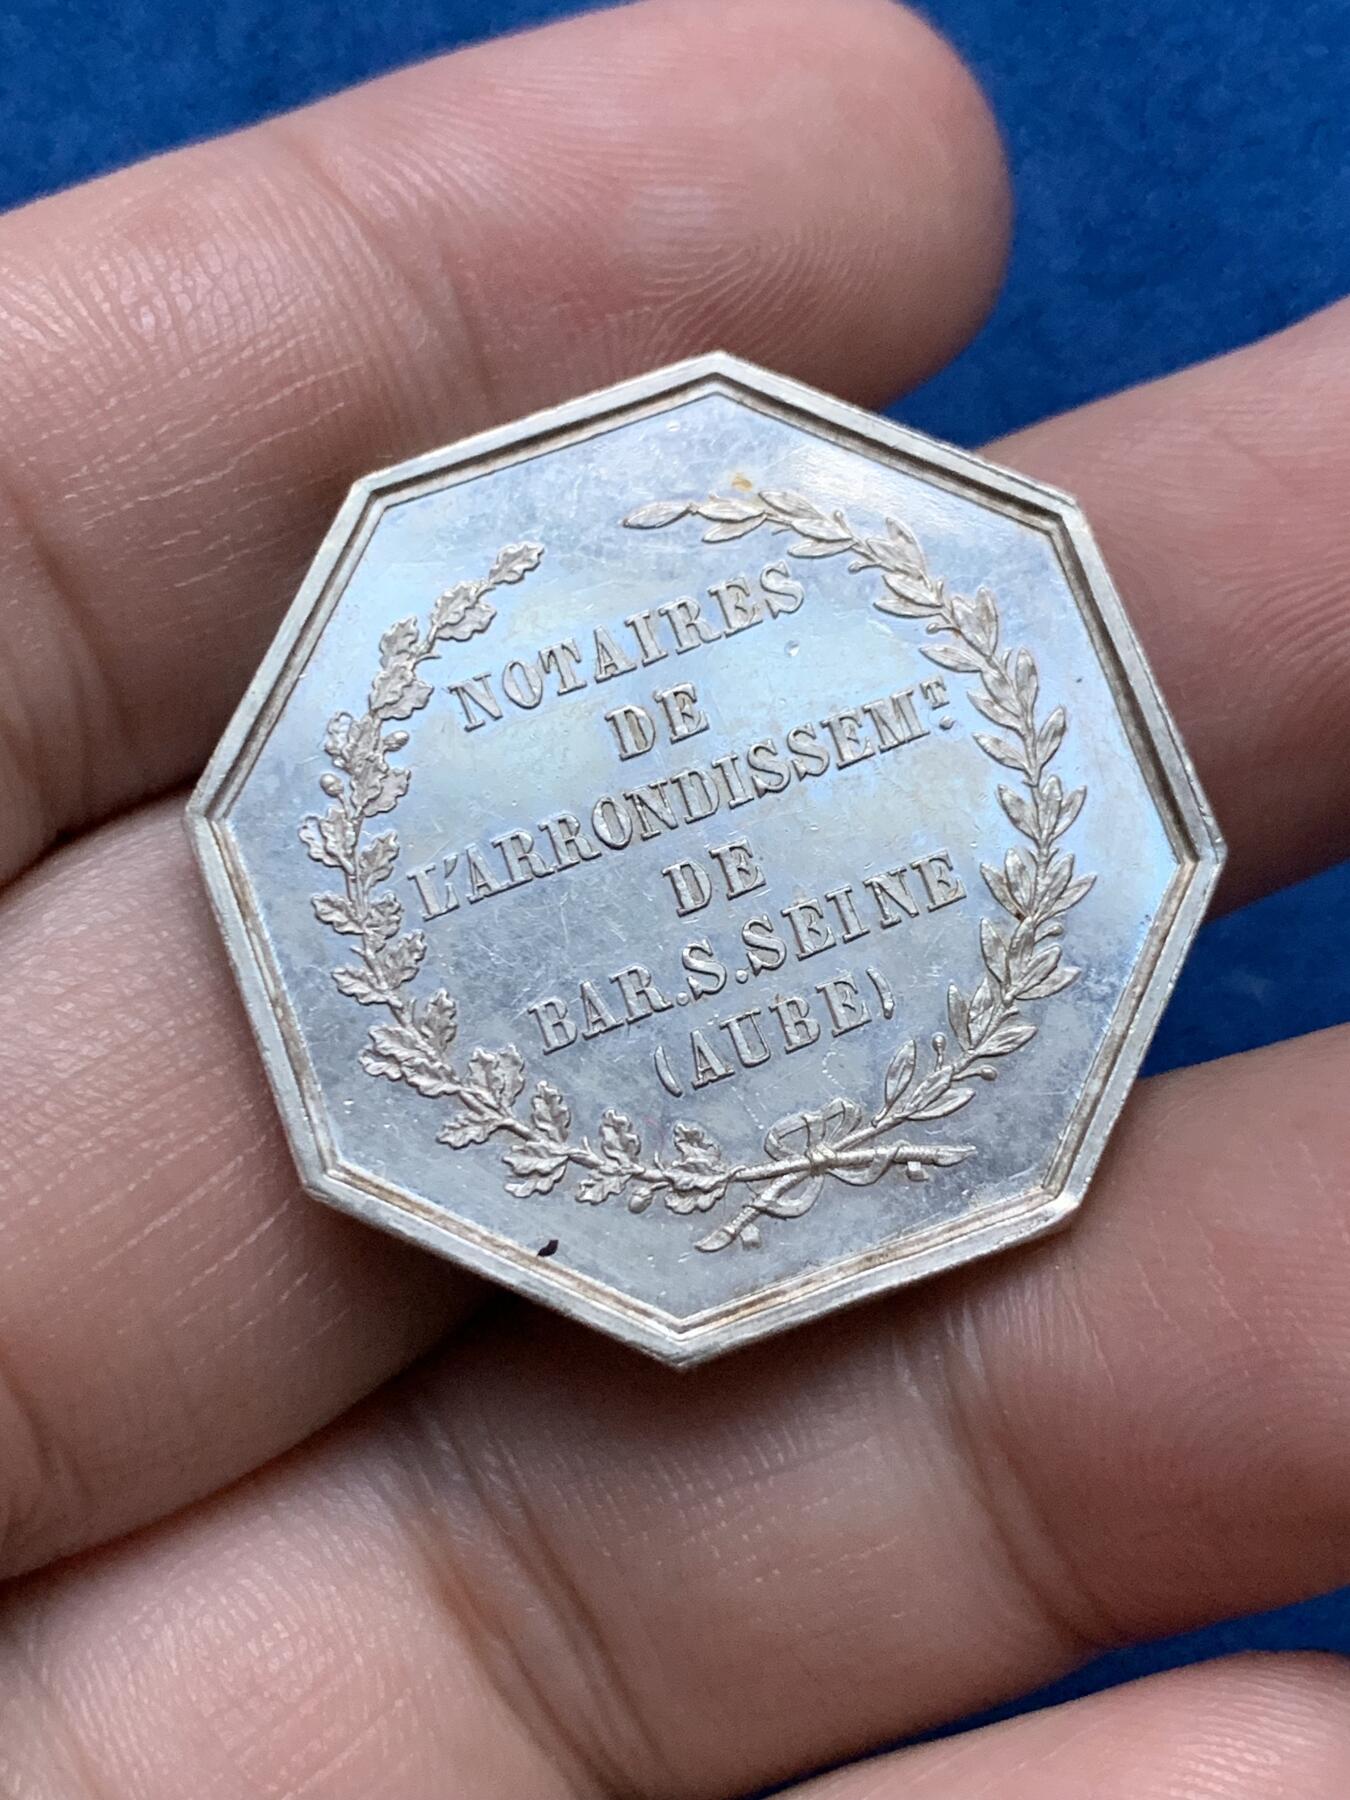 NOTAIRES
DE
L'ARRONDISSEMT.
DE
BAR.S.SEINE
(AUBE)